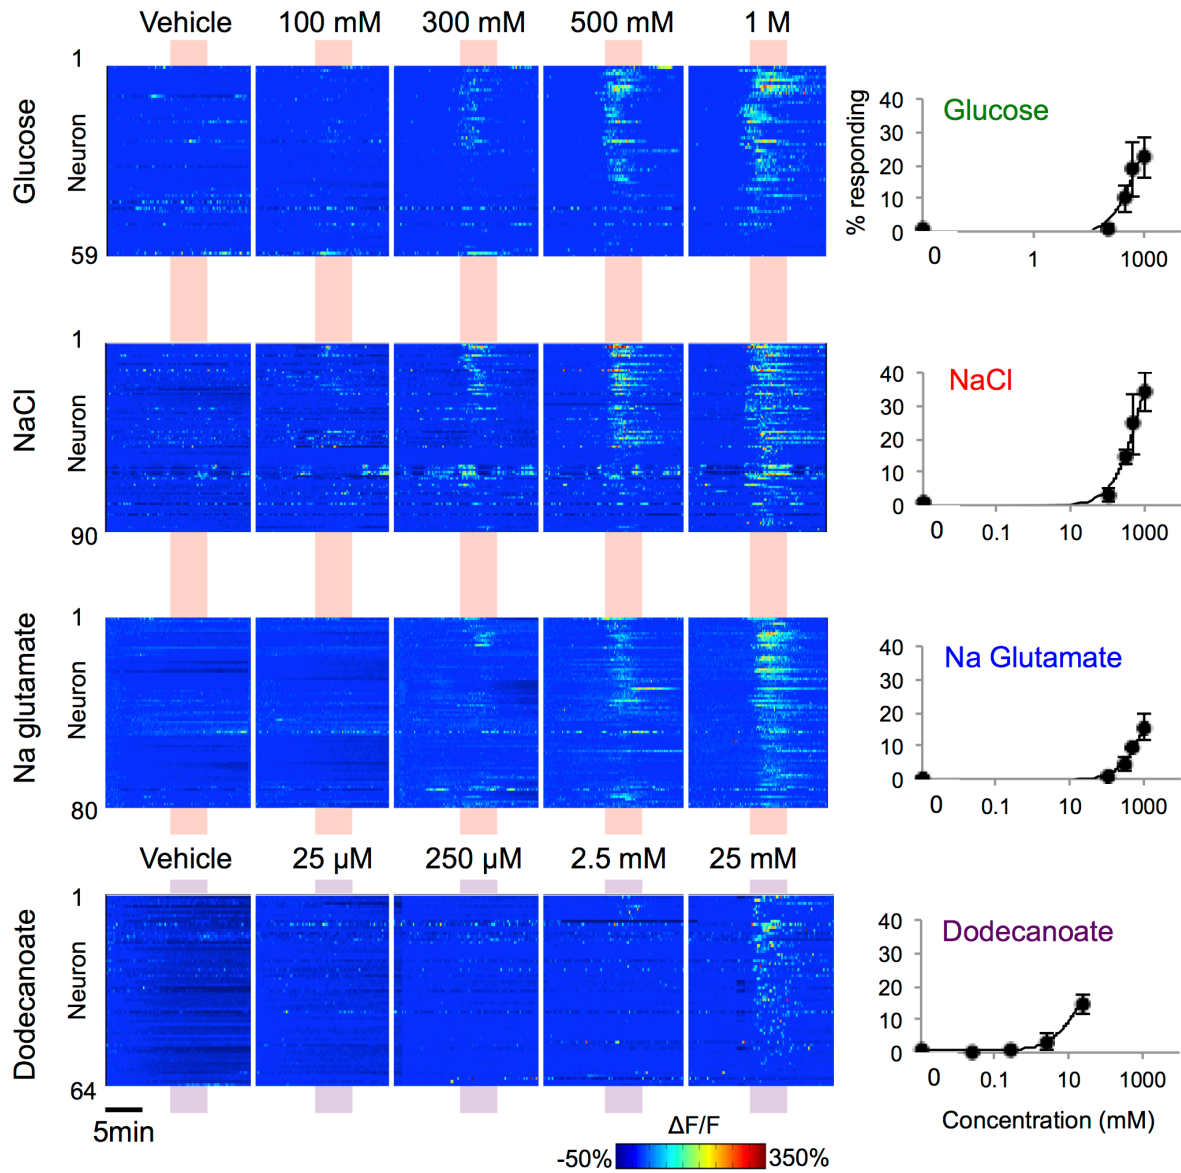 Vehicle 100 mM 300 mM 500 mM 1 M
Glucose
Neuron
1
59
% responding
40
30
20
10
0
Glucose
0 1 1000
NaCl
Neuron
1
90
40
30
20
10
0
NaCl
0 0.1 10 1000
Na glutamate
Neuron
1
80
40
30
20
10
0
Na Glutamate
0 0.1 10 1000
Vehicle 25 µM 250 µM 2.5 mM 25 mM
Dodecanoate
Neuron
1
64
40
30
20
10
0
Dodecanoate
0 0.1 10 1000
Concentration (mM)
5min
ΔF/F
-50% 350%